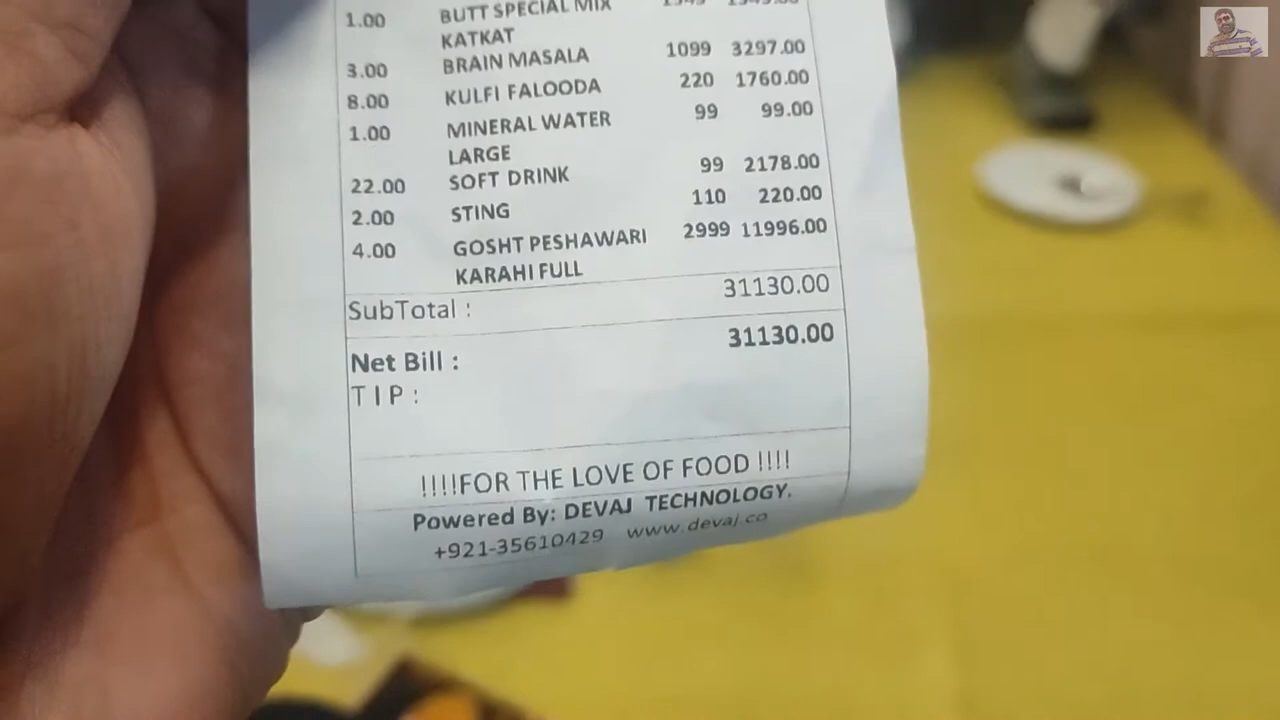 1.00 BUTT SPECIAL MIX
KATKAT
3.00 BRAIN MASALA 1099 3297.00
8.00 KULFI FALOODA 220 1760.00
1.00 MINERAL WATER 99 99.00
LARGE
22.00 SOFT DRINK 99 2178.00
2.00 STING 110 220.00
4.00 GOSHT PESHAWARI 2999 11996.00
KARAHI FULL
SubTotal : 31130.00
Net Bill : 31130.00
T I P :
!!!!FOR THE LOVE OF FOOD !!!!
Powered By: DEVAJ TECHNOLOGY.
+921-35610429 www.devaj.co